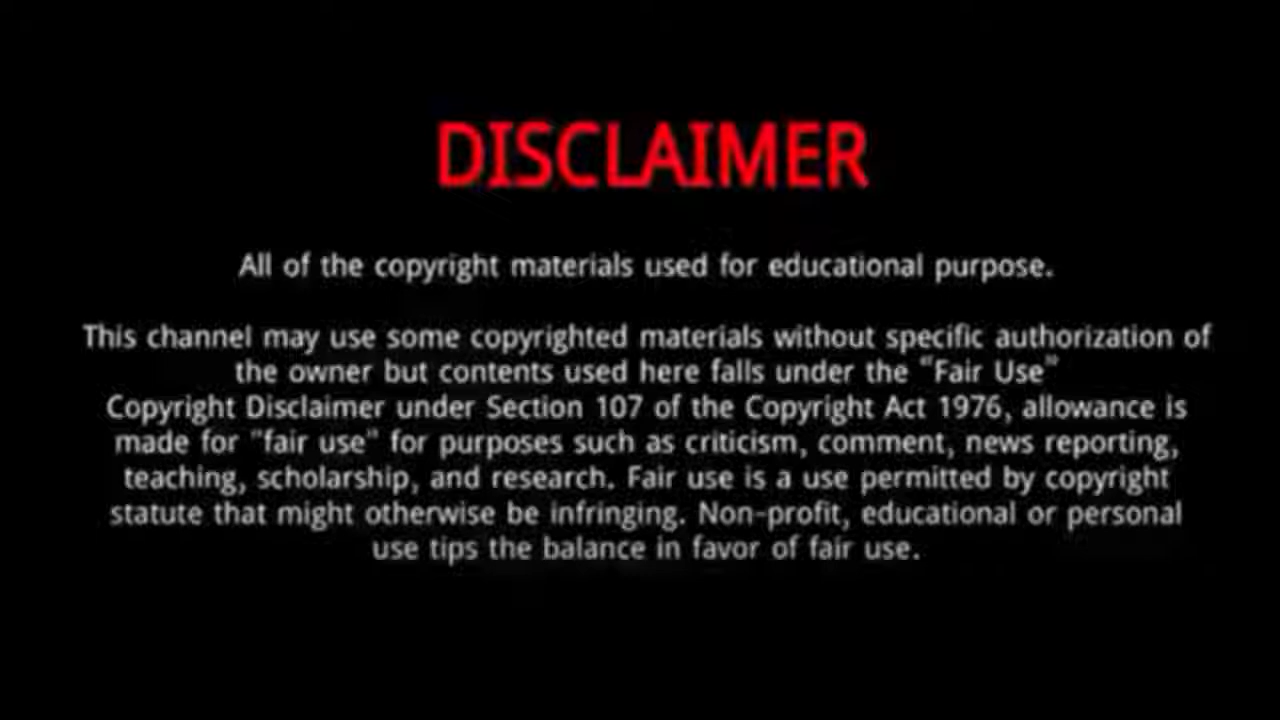 DISCLAIMER
All of the copyright materials used for educational purpose.
This channel may use some copyrighted materials without specific authorization of
the owner but contents used here falls under the “Fair Use”
Copyright Disclaimer under Section 107 of the Copyright Act 1976, allowance is
made for "fair use" for purposes such as criticism, comment, news reporting,
teaching, scholarship, and research. Fair use is a use permitted by copyright
statute that might otherwise be infringing. Non-profit, educational or personal
use tips the balance in favor of fair use.